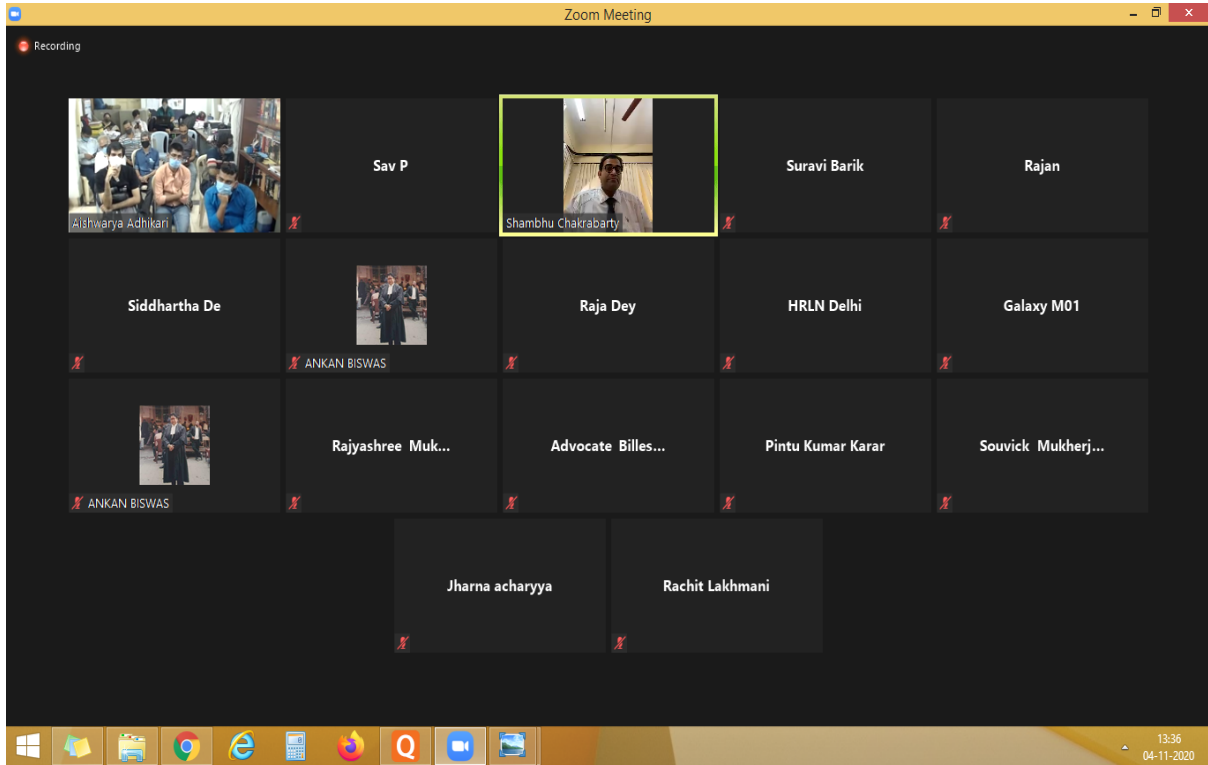 Zoom Meeting
Recording
Aishwarya Adhikari
Sav P
Shambhu Chakrabarty
Suravi Barik
Rajan
Siddhartha De
ANKAN BISWAS
Raja Dey
HRLN Delhi
Galaxy M01
ANKAN BISWAS
Rajyashree Muk...
Advocate Billes...
Pintu Kumar Karar
Souvick Mukherj...
Jharna acharyya
Rachit Lakhmani
Q
13:36
04-11-2020